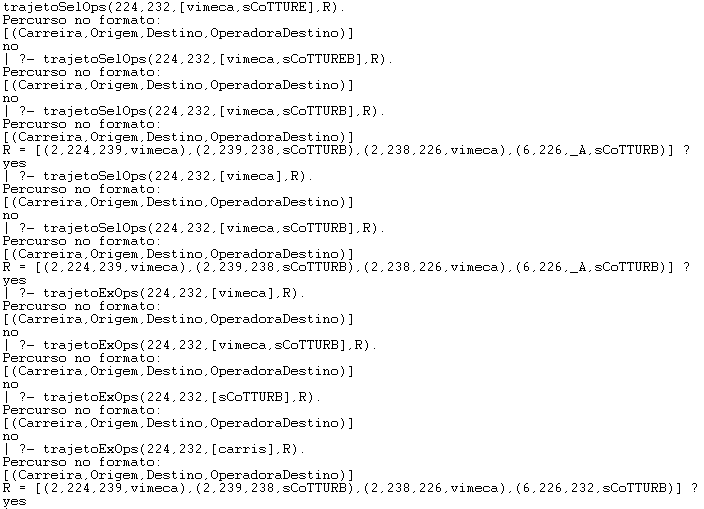 trajetoSelOps(224,232,[vimeca,sCoTTURE],R).
Percurso no formato:
[(Carreira,Origem,Destino,OperadoraDestino)]
no
| ?- trajetoSelOps(224,232,[vimeca,sCoTTUREB],R).
Percurso no formato:
[(Carreira,Origem,Destino,OperadoraDestino)]
no
| ?- trajetoSelOps(224,232,[vimeca,sCoTTURB],R).
Percurso no formato:
[(Carreira,Origem,Destino,OperadoraDestino)]
R = [(2,224,239,vimeca),(2,239,238,sCoTTURB),(2,238,226,vimeca),(6,226,_A,sCoTTURB)] ?
yes
| ?- trajetoSelOps(224,232,[vimeca],R).
Percurso no formato:
[(Carreira,Origem,Destino,OperadoraDestino)]
no
| ?- trajetoSelOps(224,232,[vimeca,sCoTTURB],R).
Percurso no formato:
[(Carreira,Origem,Destino,OperadoraDestino)]
R = [(2,224,239,vimeca),(2,239,238,sCoTTURB),(2,238,226,vimeca),(6,226,_A,sCoTTURB)] ?
yes
| ?- trajetoExOps(224,232,[vimeca],R).
Percurso no formato:
[(Carreira,Origem,Destino,OperadoraDestino)]
no
| ?- trajetoExOps(224,232,[vimeca,sCoTTURB],R).
Percurso no formato:
[(Carreira,Origem,Destino,OperadoraDestino)]
no
| ?- trajetoExOps(224,232,[sCoTTURB],R).
Percurso no formato:
[(Carreira,Origem,Destino,OperadoraDestino)]
no
| ?- trajetoExOps(224,232,[carris],R).
Percurso no formato:
[(Carreira,Origem,Destino,OperadoraDestino)]
R = [(2,224,239,vimeca),(2,239,238,sCoTTURB),(2,238,226,vimeca),(6,226,232,sCoTTURB)] ?
yes